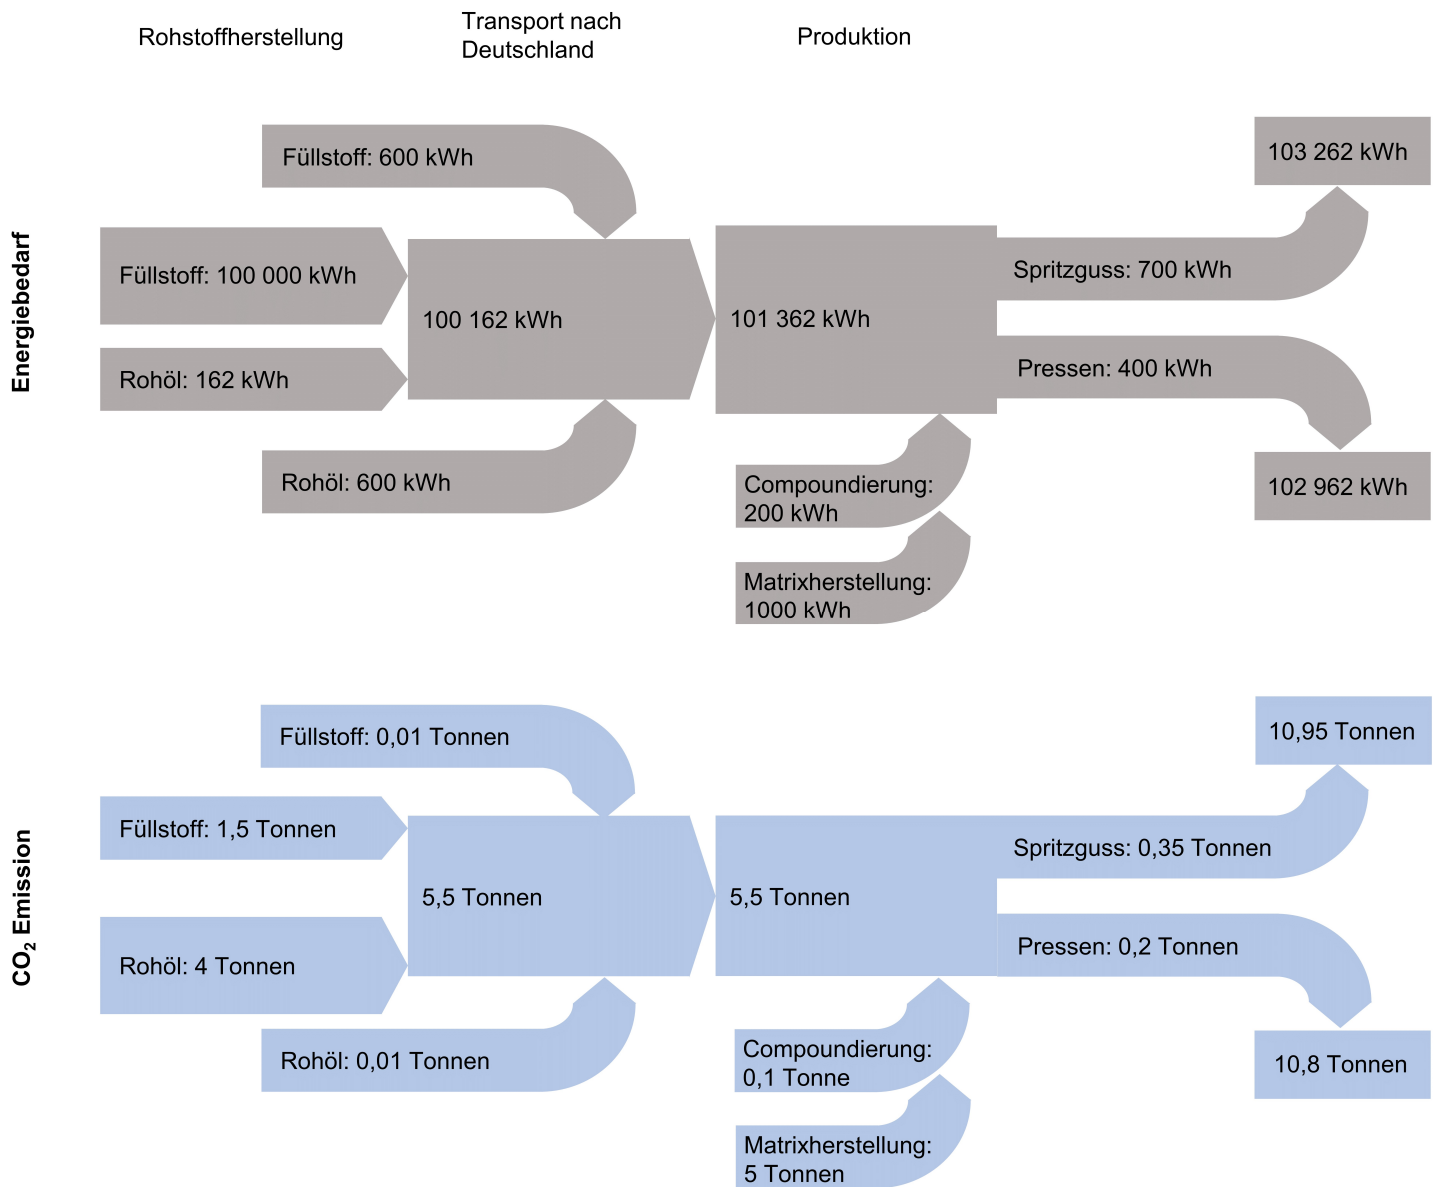 Rohstoffherstellung
Transport nach
Deutschland
Produktion
Energiebedarf
Füllstoff: 600 kWh
Füllstoff: 100 000 kWh
Rohöl: 162 kWh
Rohöl: 600 kWh
100 162 kWh
101 362 kWh
Compoundierung:
200 kWh
Matrixherstellung:
1000 kWh
Spritzguss: 700 kWh
Pressen: 400 kWh
103 262 kWh
102 962 kWh
CO₂ Emission
Füllstoff: 0,01 Tonnen
Füllstoff: 1,5 Tonnen
Rohöl: 4 Tonnen
Rohöl: 0,01 Tonnen
5,5 Tonnen
5,5 Tonnen
Compoundierung:
0,1 Tonne
Matrixherstellung:
5 Tonnen
Spritzguss: 0,35 Tonnen
Pressen: 0,2 Tonnen
10,95 Tonnen
10,8 Tonnen